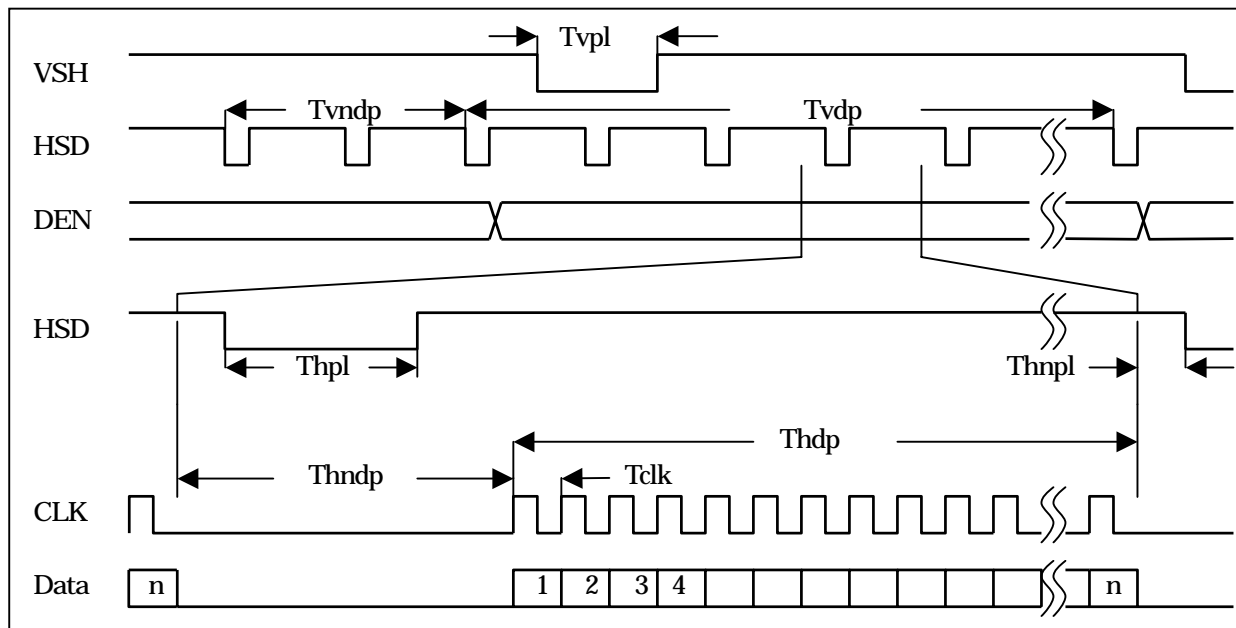 Tvpl
VSH
Tvndp
Tvdp
HSD
DEN
HSD
Thpl
Thnpl
Thdp
Thndp
Tclk
CLK
Data n 1 2 3 4 n